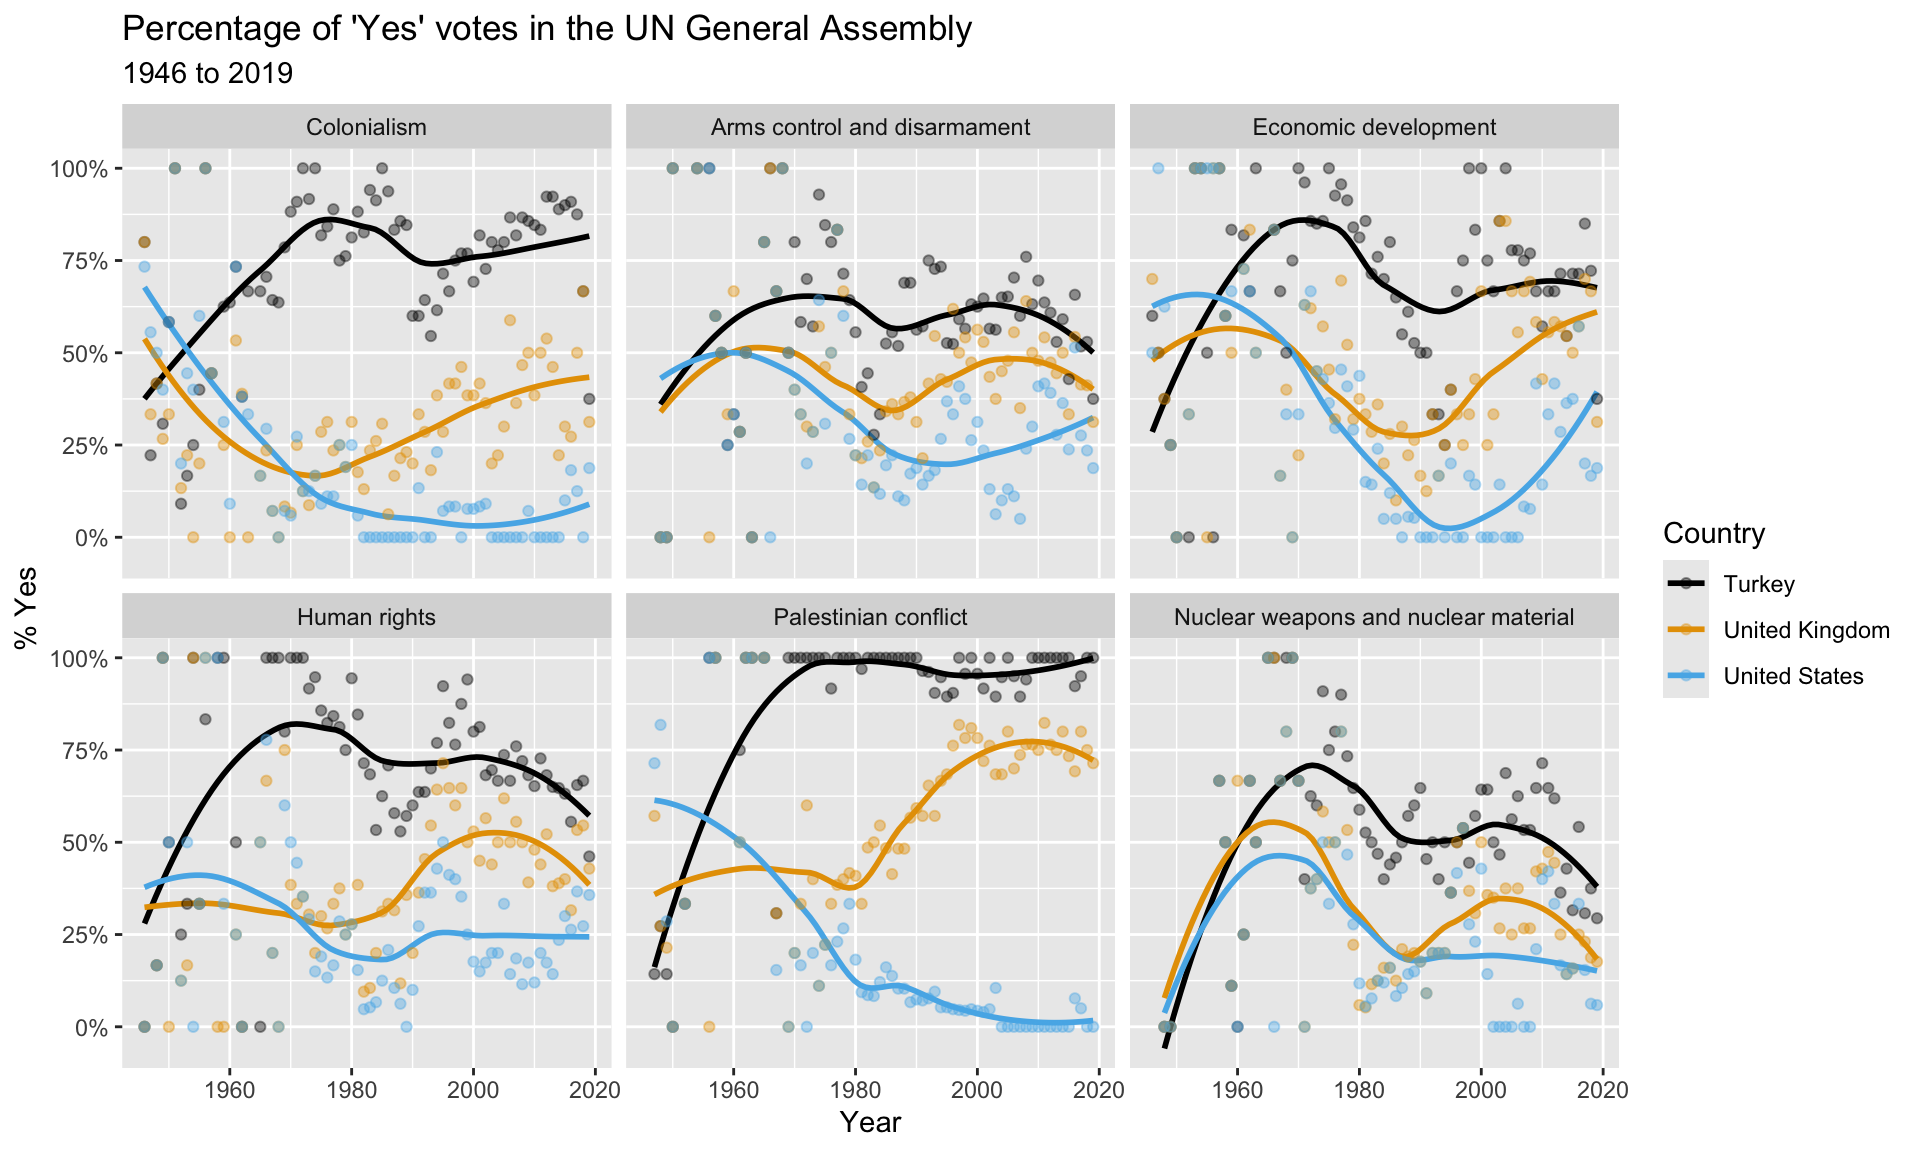 Percentage of 'Yes' votes in the UN General Assembly
1946 to 2019
Colonialism
Arms control and disarmament
Economic development
100%
75%
50%
25%
0%
Human rights
Palestinian conflict
Nuclear weapons and nuclear material
100%
75%
50%
25%
0%
1960 1980 2000 2020
1960 1980 2000 2020
1960 1980 2000 2020
% Yes
Year
Country
Turkey
United Kingdom
United States